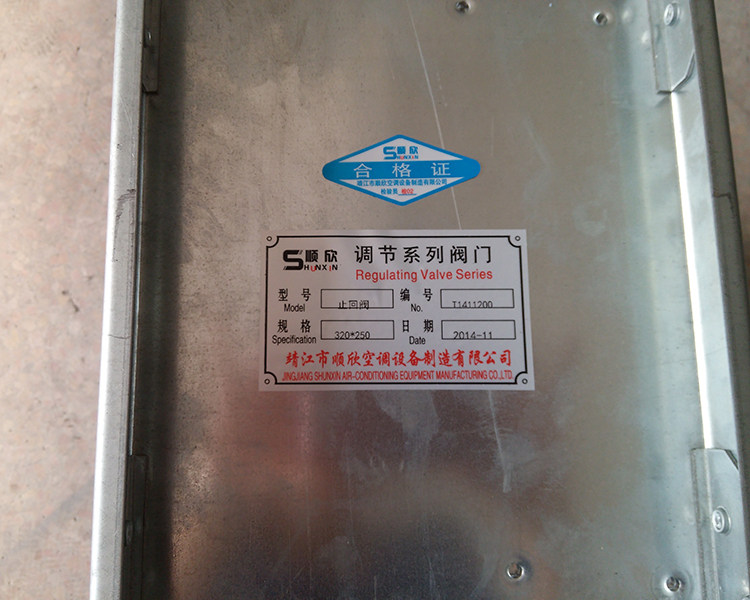 顺欣
SHUNXIN
合格证
靖江市顺欣空调设备制造有限公司
检验员
顺欣 调节系列阀门
SHUNXIN Regulating Valve Series
型号 止回阀 编号 T1411200
Model No.
规格 320*250 日期 2014-11
Specification Date
靖江市顺欣空调设备制造有限公司
JINGJIANG SHUNXIN AIR-CONDITIONING EQUIPMENT MANUFACTURING CO.,LTD.